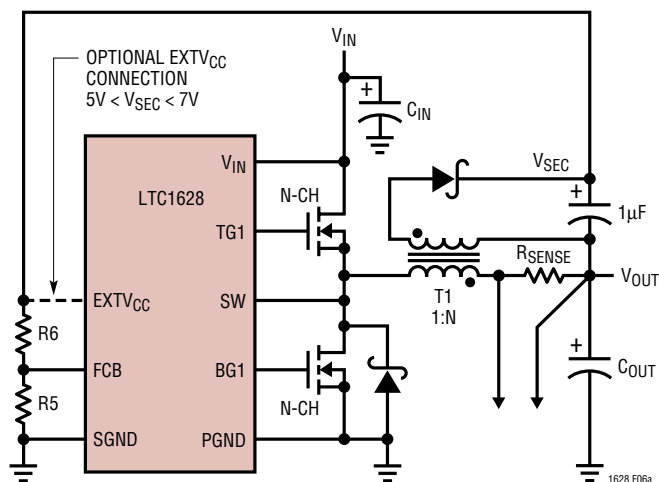 OPTIONAL EXTVCC
CONNECTION
5V < VSEC < 7V
VIN
+
CIN
VIN
LTC1628
N-CH
TG1
VSEC
+
1µF
RSENSE
T1
1:N
VOUT
EXTVCC
SW
R6
FCB
BG1
N-CH
+
COUT
R5
SGND
PGND
1628 F06a